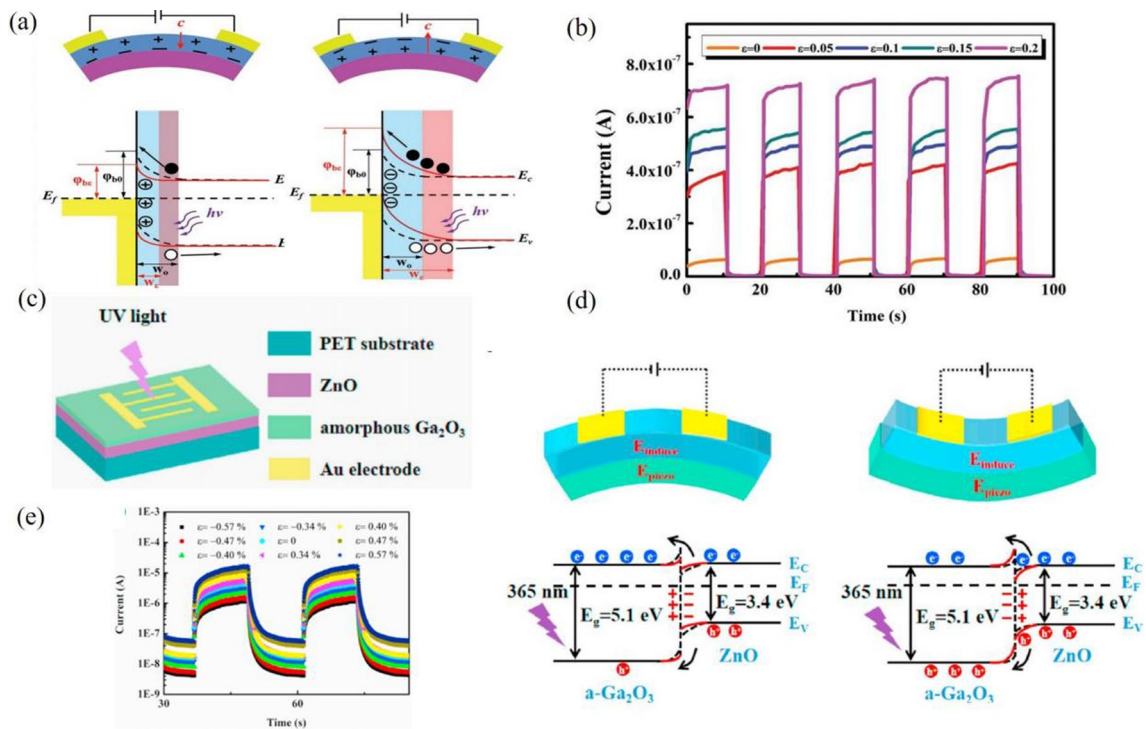 (a)
c
c
φbε
φb0
φbε
φb0
E
Ef
Ef
Ec
hν
hν
E
Ev
wo
wε
wo
wε
(b)
ε=0 ε=0.05 ε=0.1 ε=0.15 ε=0.2
Current (A)
8.0x10-7
6.0x10-7
4.0x10-7
2.0x10-7
0.0
0 20 40 60 80 100
Time (s)
(c)
UV light
PET substrate
ZnO
amorphous Ga2O3
Au electrode
(d)
Einduce
Epiezo
Einduce
Epiezo
e- e- e- e- e- e-
EC
365 nm
EF
Eg=5.1 eV
Eg=3.4 eV
EV
h+ h+
ZnO
h+
a-Ga2O3
e- e- e- e- e-
EC
365 nm
EF
Eg=5.1 eV
Eg=3.4 eV
EV
h+ h+ h+
ZnO
h+ h+ h+
a-Ga2O3
(e)
ε= −0.57 % ε= −0.34 % ε= 0.40 %
ε= −0.47 % ε= 0 ε= 0.47 %
ε= −0.40 % ε= 0.34 % ε= 0.57 %
Current (A)
1E-3
1E-4
1E-5
1E-6
1E-7
1E-8
1E-9
30 60
Time (s)